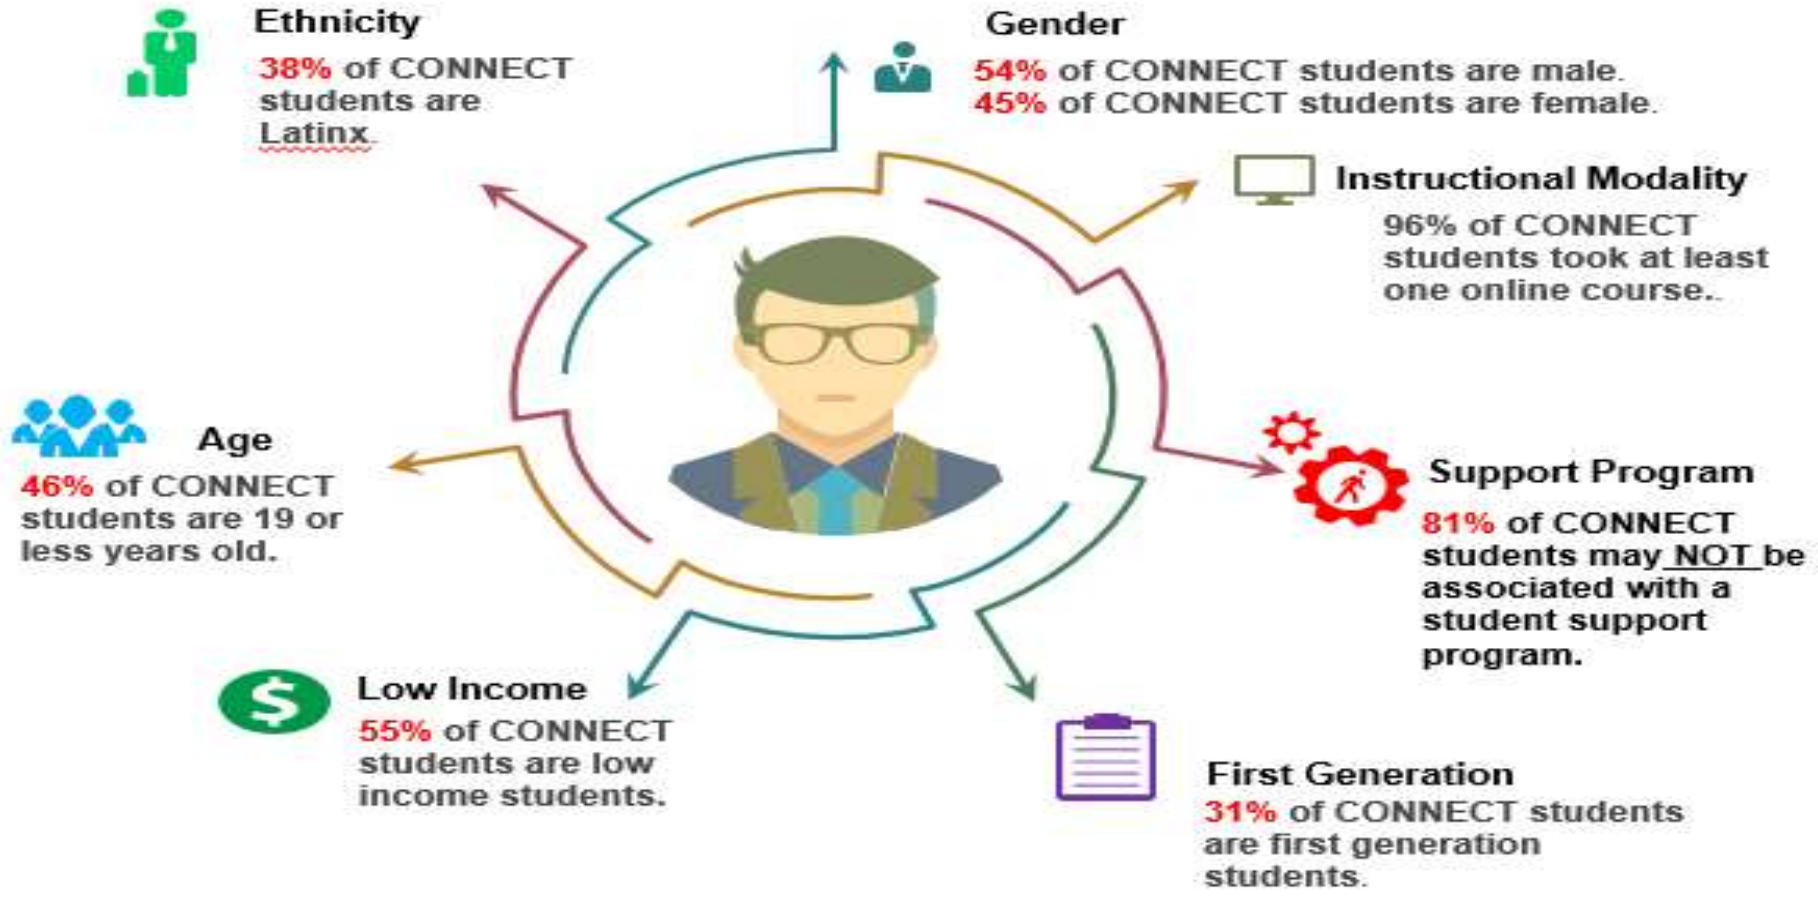 Ethnicity
38% of CONNECT
students are
Latinx.
Gender
54% of CONNECT students are male.
45% of CONNECT students are female.
Instructional Modality
96% of CONNECT
students took at least
one online course..
Age
46% of CONNECT
students are 19 or
less years old.
Support Program
81% of CONNECT
students may NOT be
associated with a
student support
program.
Low Income
55% of CONNECT
students are low
income students.
First Generation
31% of CONNECT students
are first generation
students.